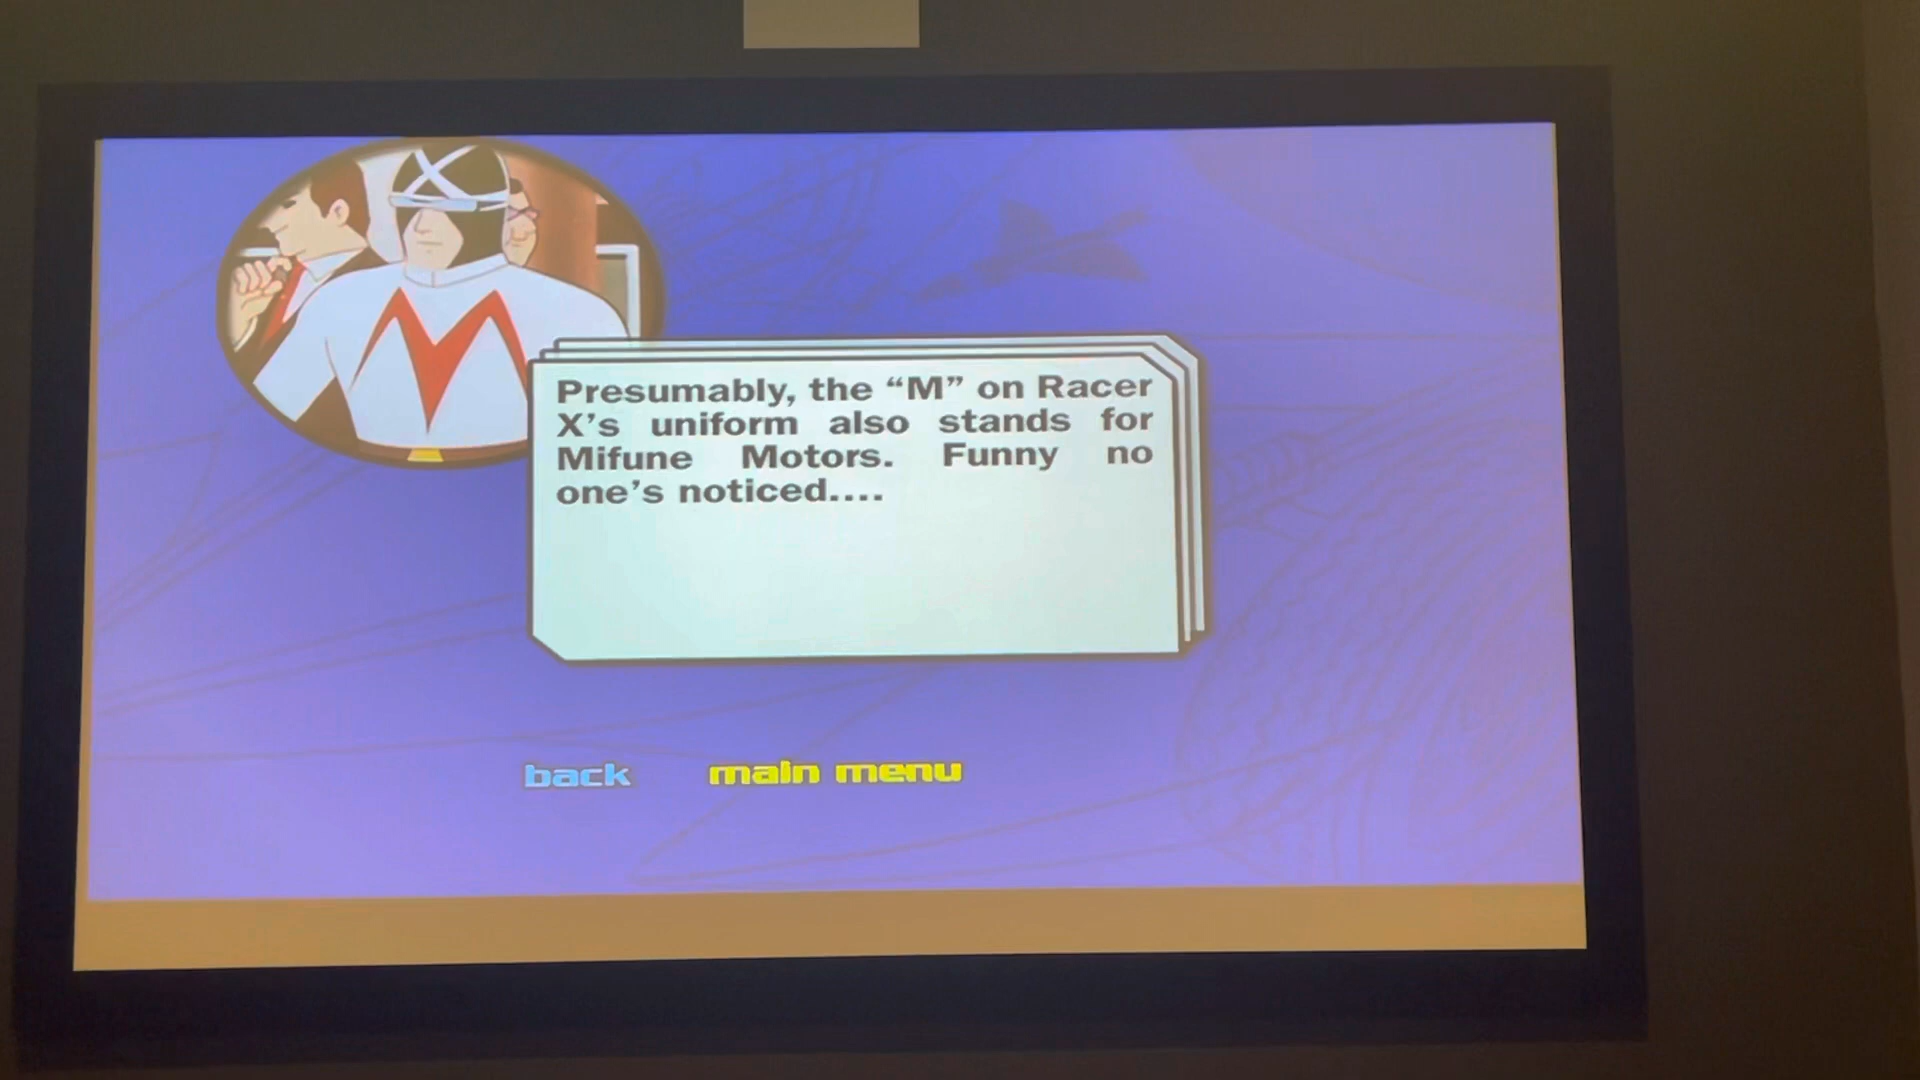 X
M
Presumably, the “M” on Racer
X’s uniform also stands for
Mifune Motors. Funny no
one’s noticed....
back
main menu